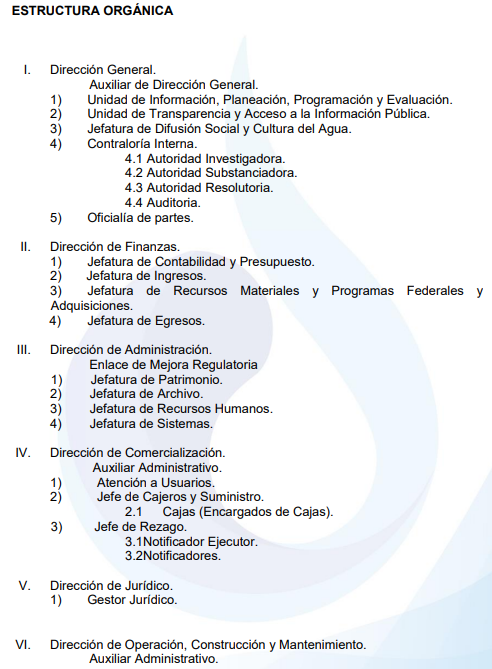 ESTRUCTURA ORGÁNICA
I. Dirección General.
Auxiliar de Dirección General.
1) Unidad de Información, Planeación, Programación y Evaluación.
2) Unidad de Transparencia y Acceso a la Información Pública.
3) Jefatura de Difusión Social y Cultura del Agua.
4) Contraloría Interna.
4.1 Autoridad Investigadora.
4.2 Autoridad Substanciadora.
4.3 Autoridad Resolutoria.
4.4 Auditoria.
5) Oficialía de partes.
II. Dirección de Finanzas.
1) Jefatura de Contabilidad y Presupuesto.
2) Jefatura de Ingresos.
3) Jefatura de Recursos Materiales y Programas Federales y
Adquisiciones.
4) Jefatura de Egresos.
III. Dirección de Administración.
Enlace de Mejora Regulatoria
1) Jefatura de Patrimonio.
2) Jefatura de Archivo.
3) Jefatura de Recursos Humanos.
4) Jefatura de Sistemas.
IV. Dirección de Comercialización.
Auxiliar Administrativo.
1) Atención a Usuarios.
2) Jefe de Cajeros y Suministro.
2.1 Cajas (Encargados de Cajas).
3) Jefe de Rezago.
3.1Notificador Ejecutor.
3.2Notificadores.
V. Dirección de Jurídico.
1) Gestor Jurídico.
VI. Dirección de Operación, Construcción y Mantenimiento.
Auxiliar Administrativo.